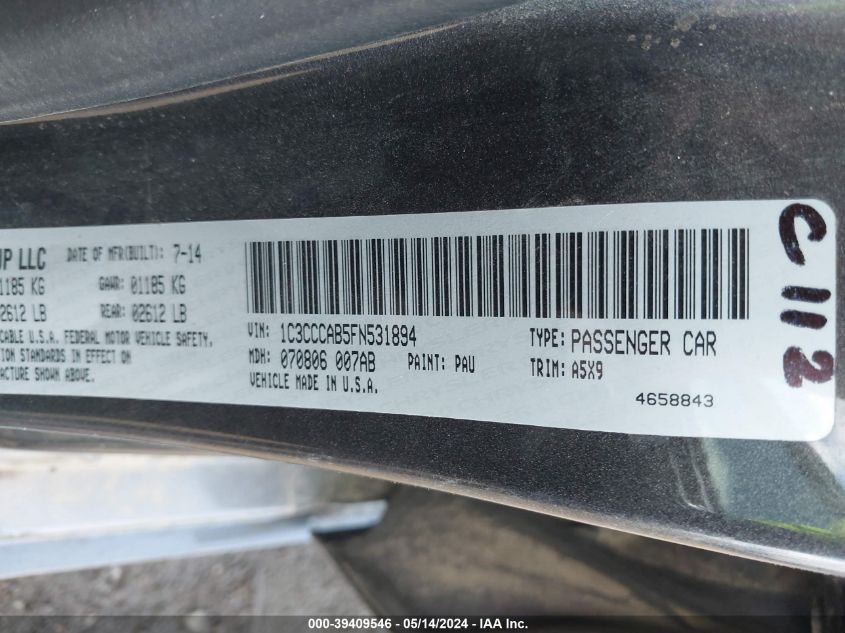 UP LLC DATE OF MFR(BUILT): 7-14
1185 KG GAWR: 01185 KG
2612 LB REAR: 02612 LB
CABLE U.S.A. FEDERAL MOTOR VEHICLE SAFETY,
ION STANDARDS IN EFFECT ON
ACTURE SHOWN ABOVE.
VIN: 1C3CCCAB5FN531894 TYPE: PASSENGER CAR
MDH: 070806 007AB PAINT: PAU TRIM: A5X9
VEHICLE MADE IN U.S.A.
4658843
C112
000-39409546 - 05/14/2024 - IAA Inc.